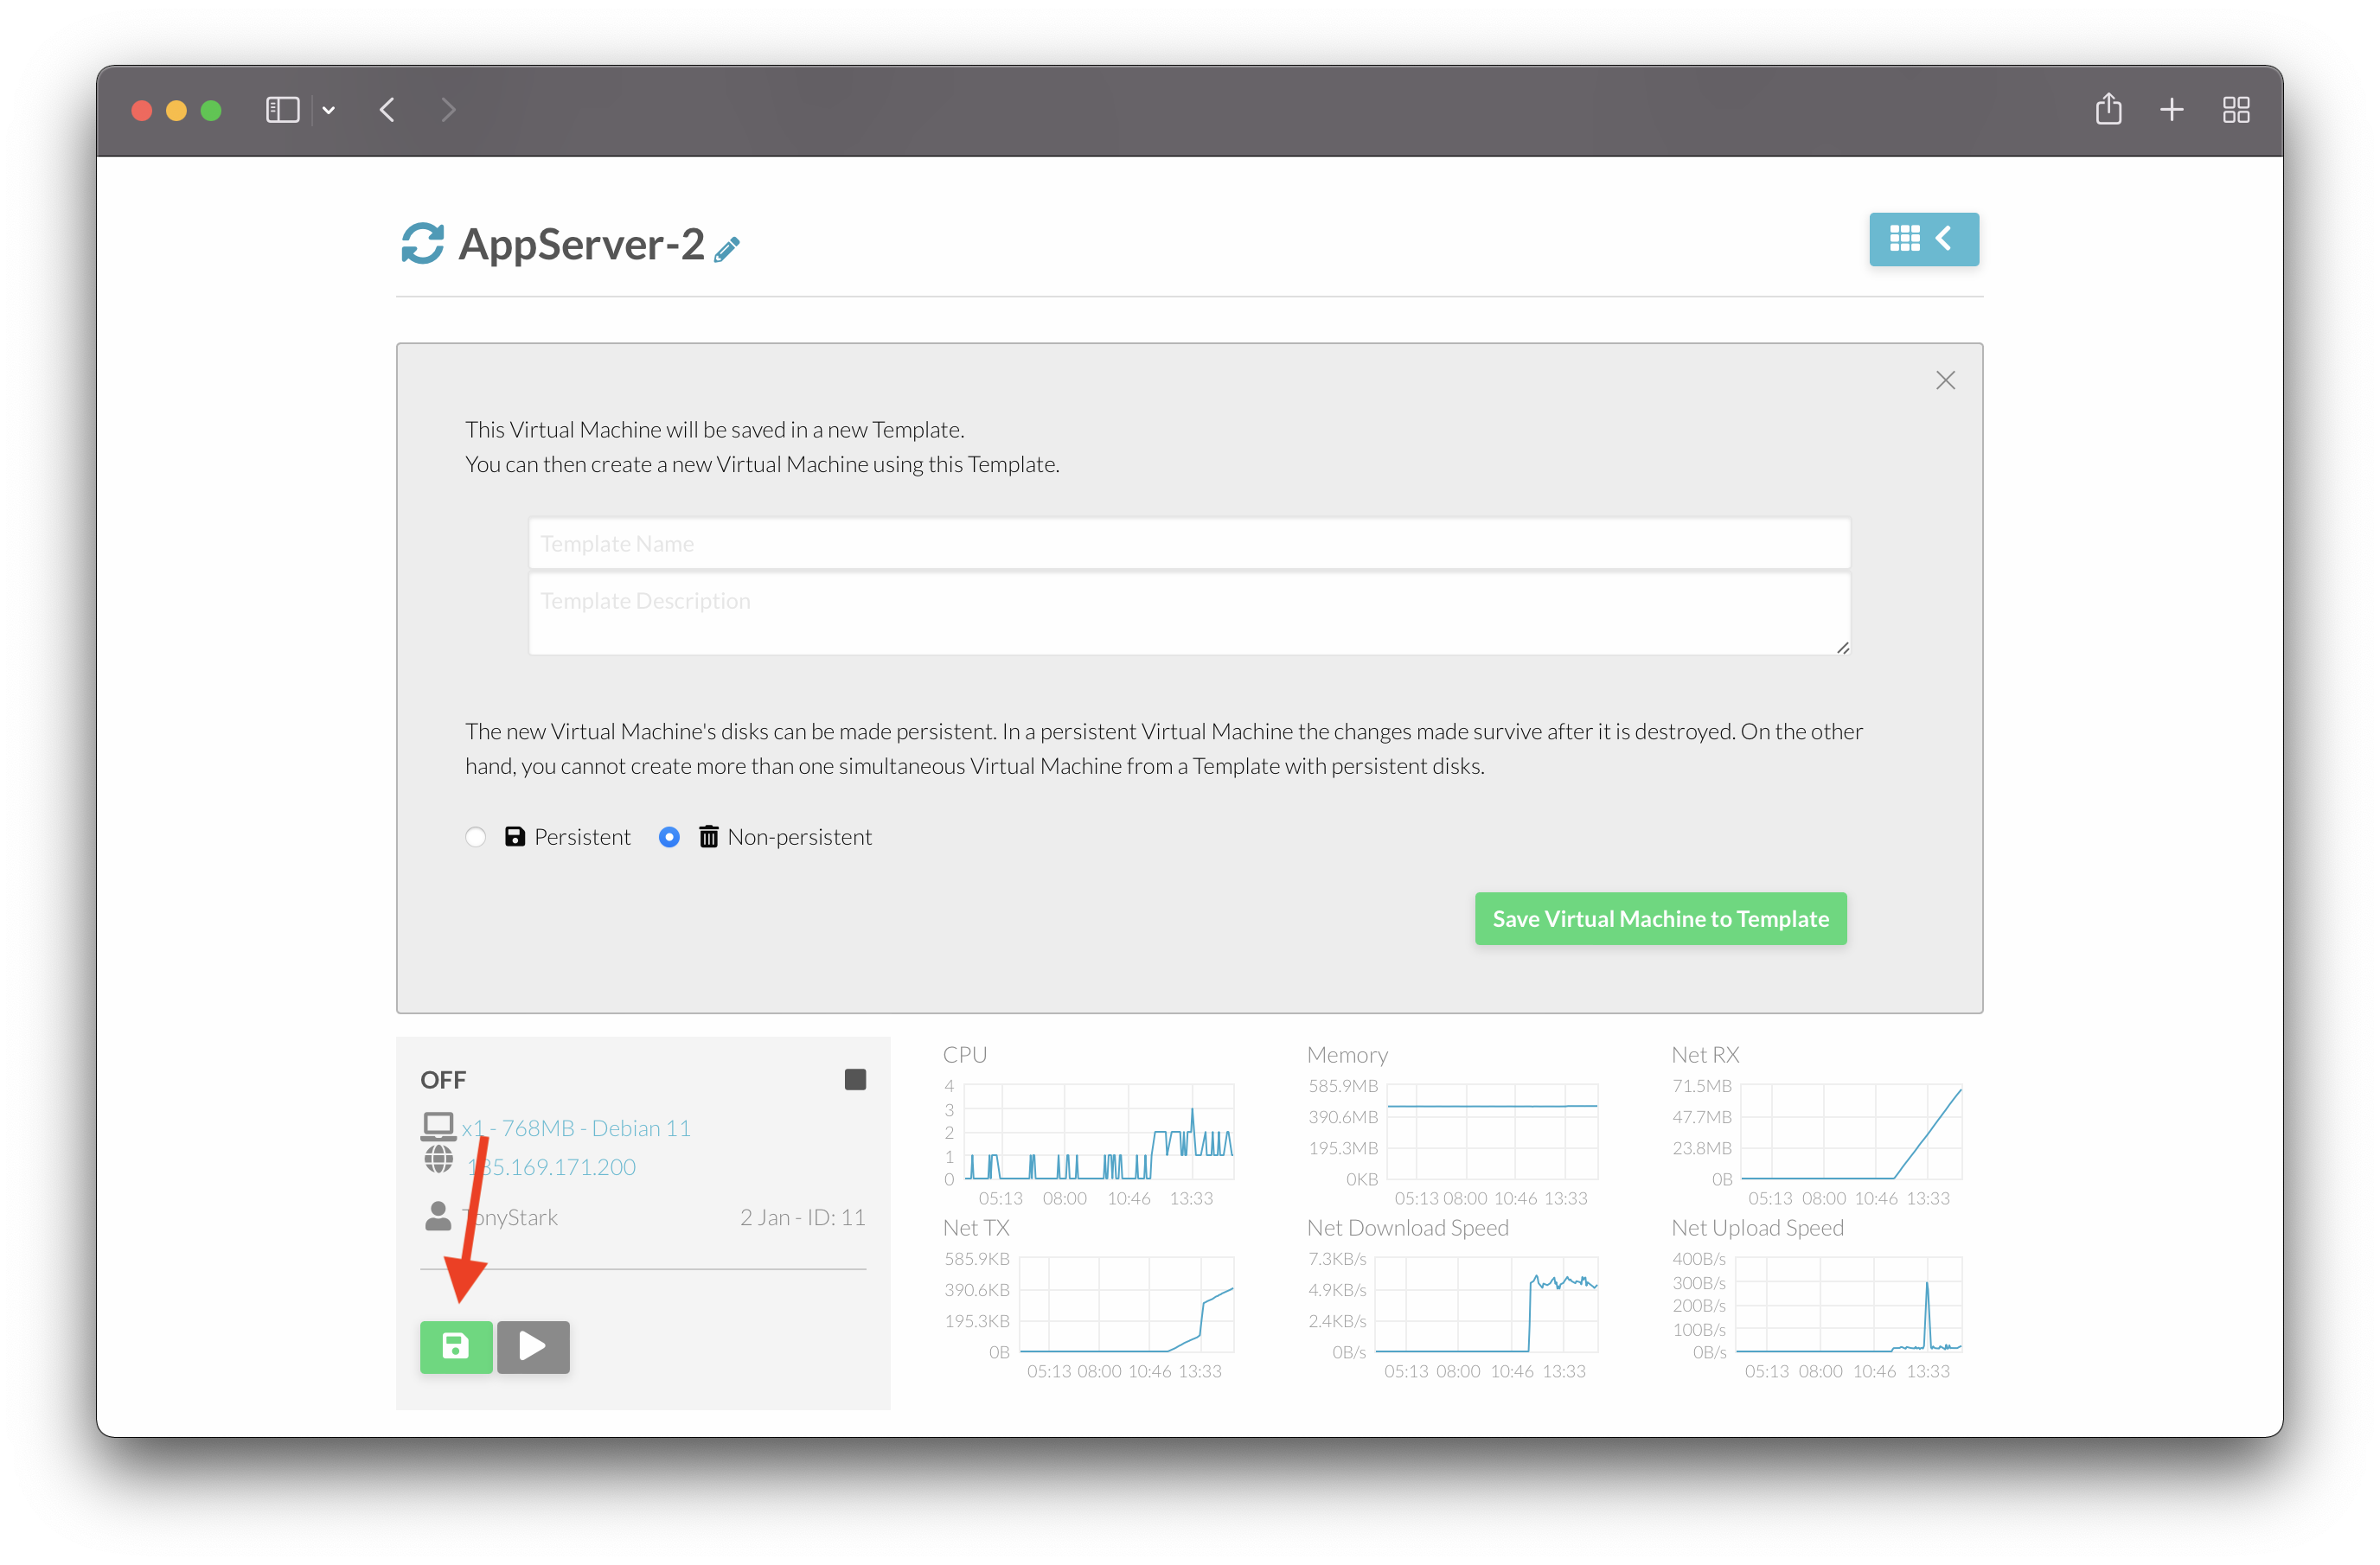 AppServer-2
This Virtual Machine will be saved in a new Template.
You can then create a new Virtual Machine using this Template.
Template Name
Template Description
The new Virtual Machine's disks can be made persistent. In a persistent Virtual Machine the changes made survive after it is destroyed. On the other
hand, you cannot create more than one simultaneous Virtual Machine from a Template with persistent disks.
Persistent Non-persistent
Save Virtual Machine to Template
OFF
x1 - 768MB - Debian 11
185.169.171.200
TonyStark 2 Jan - ID: 11
CPU
4
3
2
1
0
05:13 08:00 10:46 13:33
Memory
585.9MB
390.6MB
195.3MB
0KB
05:13 08:00 10:46 13:33
Net RX
71.5MB
47.7MB
23.8MB
0B
05:13 08:00 10:46 13:33
Net TX
585.9KB
390.6KB
195.3KB
0B
05:13 08:00 10:46 13:33
Net Download Speed
7.3KB/s
4.9KB/s
2.4KB/s
0B/s
05:13 08:00 10:46 13:33
Net Upload Speed
400B/s
300B/s
200B/s
100B/s
0B/s
05:13 08:00 10:46 13:33